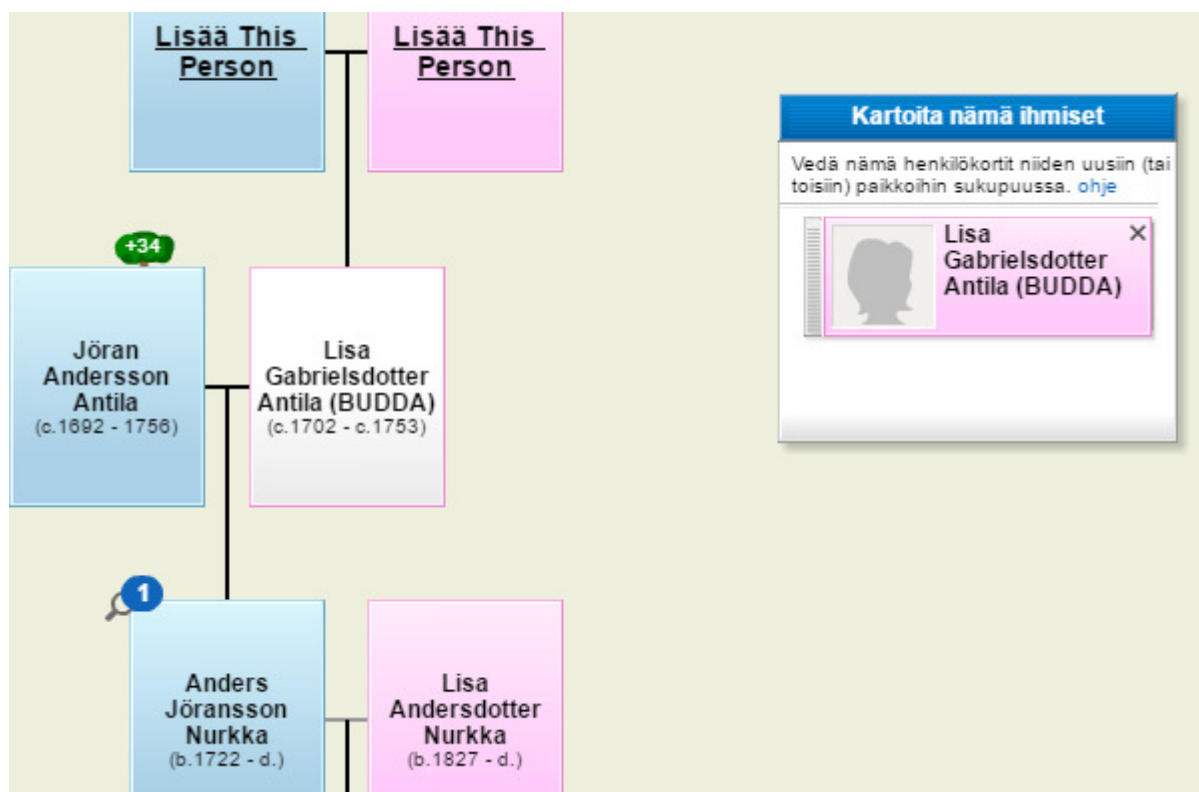 Lisää This
Person
Lisää This
Person
Kartoita nämä ihmiset
Vedä nämä henkilökortit niiden uusiin (tai
toisiin) paikkoihin sukupuussa. ohje
Lisa
Gabrielsdotter
Antila (BUDDA)
+34
Jöran
Andersson
Antila
(c.1692 - 1756)
Lisa
Gabrielsdotter
Antila (BUDDA)
(c.1702 - c.1753)
1
Anders
Jöransson
Nurkka
(b.1722 - d.)
Lisa
Andersdotter
Nurkka
(b.1827 - d.)